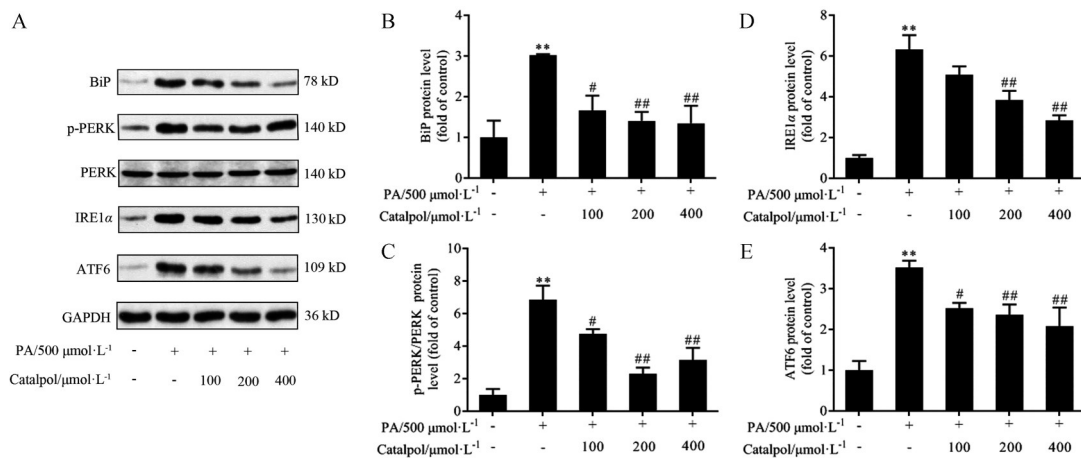 A
BiP
78 kD
p-PERK
140 kD
PERK
140 kD
IRE1α
130 kD
ATF6
109 kD
GAPDH
36 kD
PA/500 μmol·L⁻¹ - + + + +
Catalpol/μmol·L⁻¹ - - 100 200 400
B
BiP protein level
(fold of control)
4
3
2
1
0
**
#
##
##
PA/500 μmol·L⁻¹ - + + + +
Catalpol/μmol·L⁻¹ - - 100 200 400
C
p-PERK/PERK protein
level (fold of control)
10
8
6
4
2
0
**
#
##
##
PA/500 μmol·L⁻¹ - + + + +
Catalpol/μmol·L⁻¹ - - 100 200 400
D
IRE1α protein level
(fold of control)
8
6
4
2
0
**
##
##
PA/500 μmol·L⁻¹ - + + + +
Catalpol/μmol·L⁻¹ - - 100 200 400
E
ATF6 protein level
(fold of control)
4
3
2
1
0
**
#
##
##
PA/500 μmol·L⁻¹ - + + + +
Catalpol/μmol·L⁻¹ - - 100 200 400